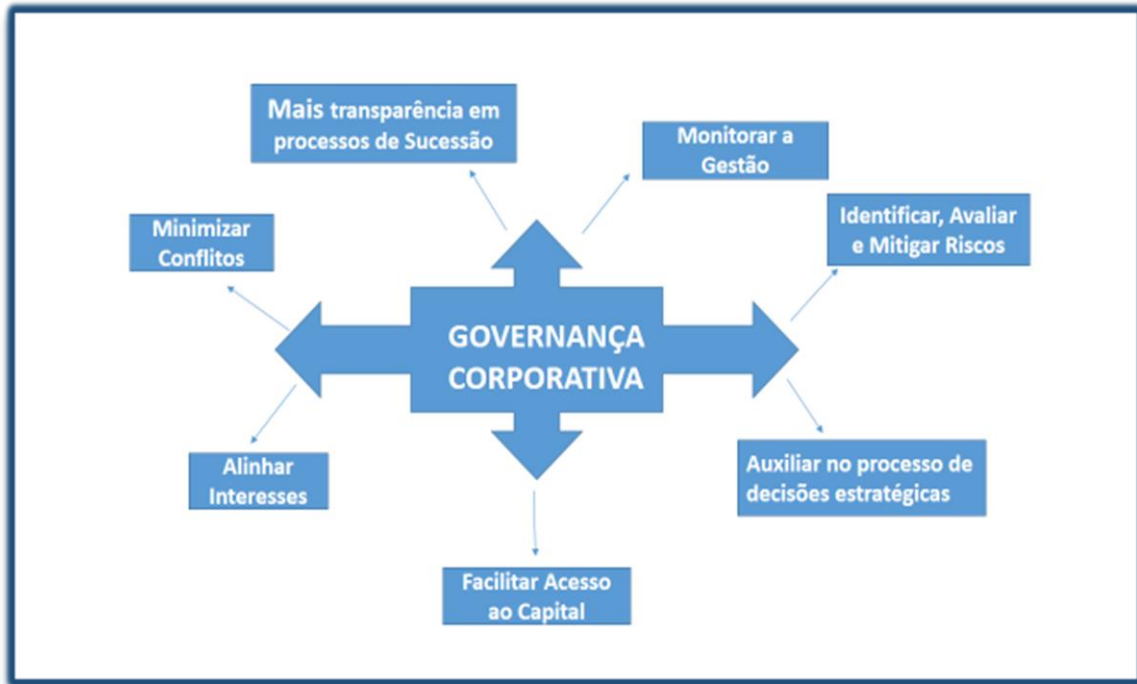 Mais transparência em
processos de Sucessão
Monitorar a
Gestão
Identificar, Avaliar
e Mitigar Riscos
Minimizar
Conflitos
GOVERNANÇA
CORPORATIVA
Alinhar
Interesses
Auxiliar no processo de
decisões estratégicas
Facilitar Acesso
ao Capital